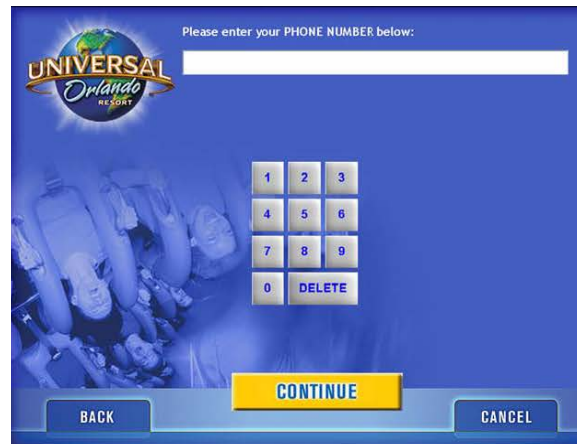 Please enter your PHONE NUMBER below:
UNIVERSAL
Orlando
RESORT
1 2 3
4 5 6
7 8 9
0 DELETE
CONTINUE
BACK
CANCEL